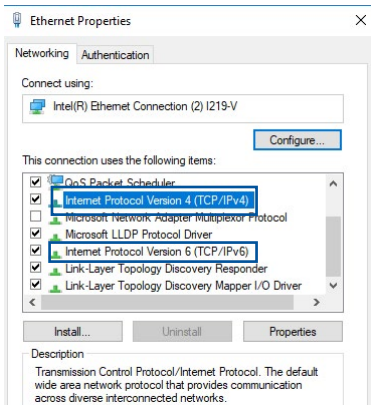 Ethernet Properties
Networking Authentication
Connect using:
Intel(R) Ethernet Connection (2) I219-V
Configure...
This connection uses the following items:
QoS Packet Scheduler
Internet Protocol Version 4 (TCP/IPv4)
Microsoft Network Adapter Multiplexor Protocol
Microsoft LLDP Protocol Driver
Internet Protocol Version 6 (TCP/IPv6)
Link-Layer Topology Discovery Responder
Link-Layer Topology Discovery Mapper I/O Driver
Install... Uninstall Properties
Description
Transmission Control Protocol/Internet Protocol. The default
wide area network protocol that provides communication
across diverse interconnected networks.